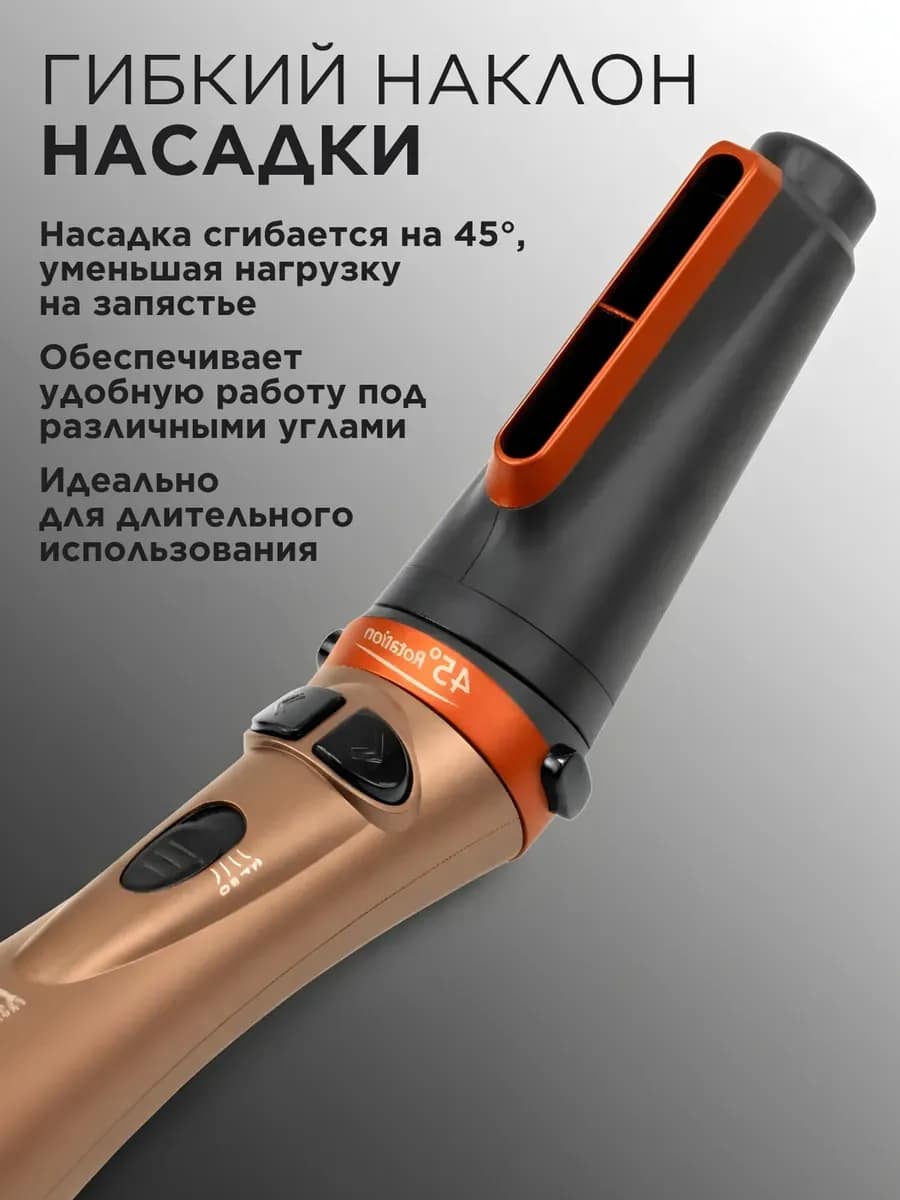 ГИБКИЙ НАКЛОН
НАСАДКИ
Насадка сгибается на 45°,
уменьшая нагрузку
на запястье
Обеспечивает
удобную работу под
различными углами
Идеально
для длительного
использования
45° Rotation